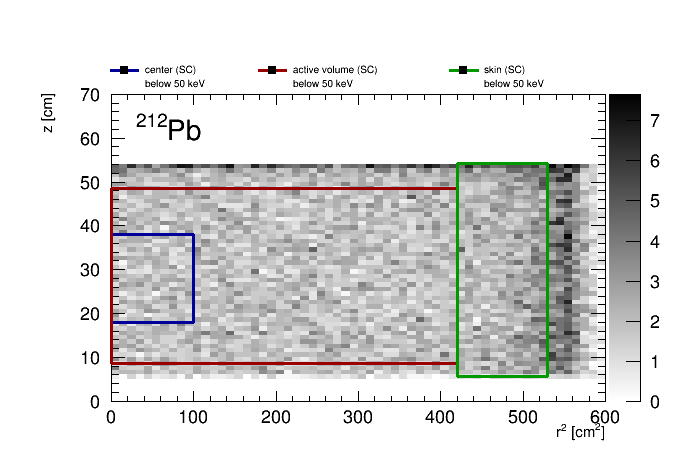 center (SC)
below 50 keV
active volume (SC)
below 50 keV
skin (SC)
below 50 keV
z [cm]
²¹²Pb
70
60
50
40
30
20
10
0
0 100 200 300 400 500 600
r² [cm²]
7
6
5
4
3
2
1
0